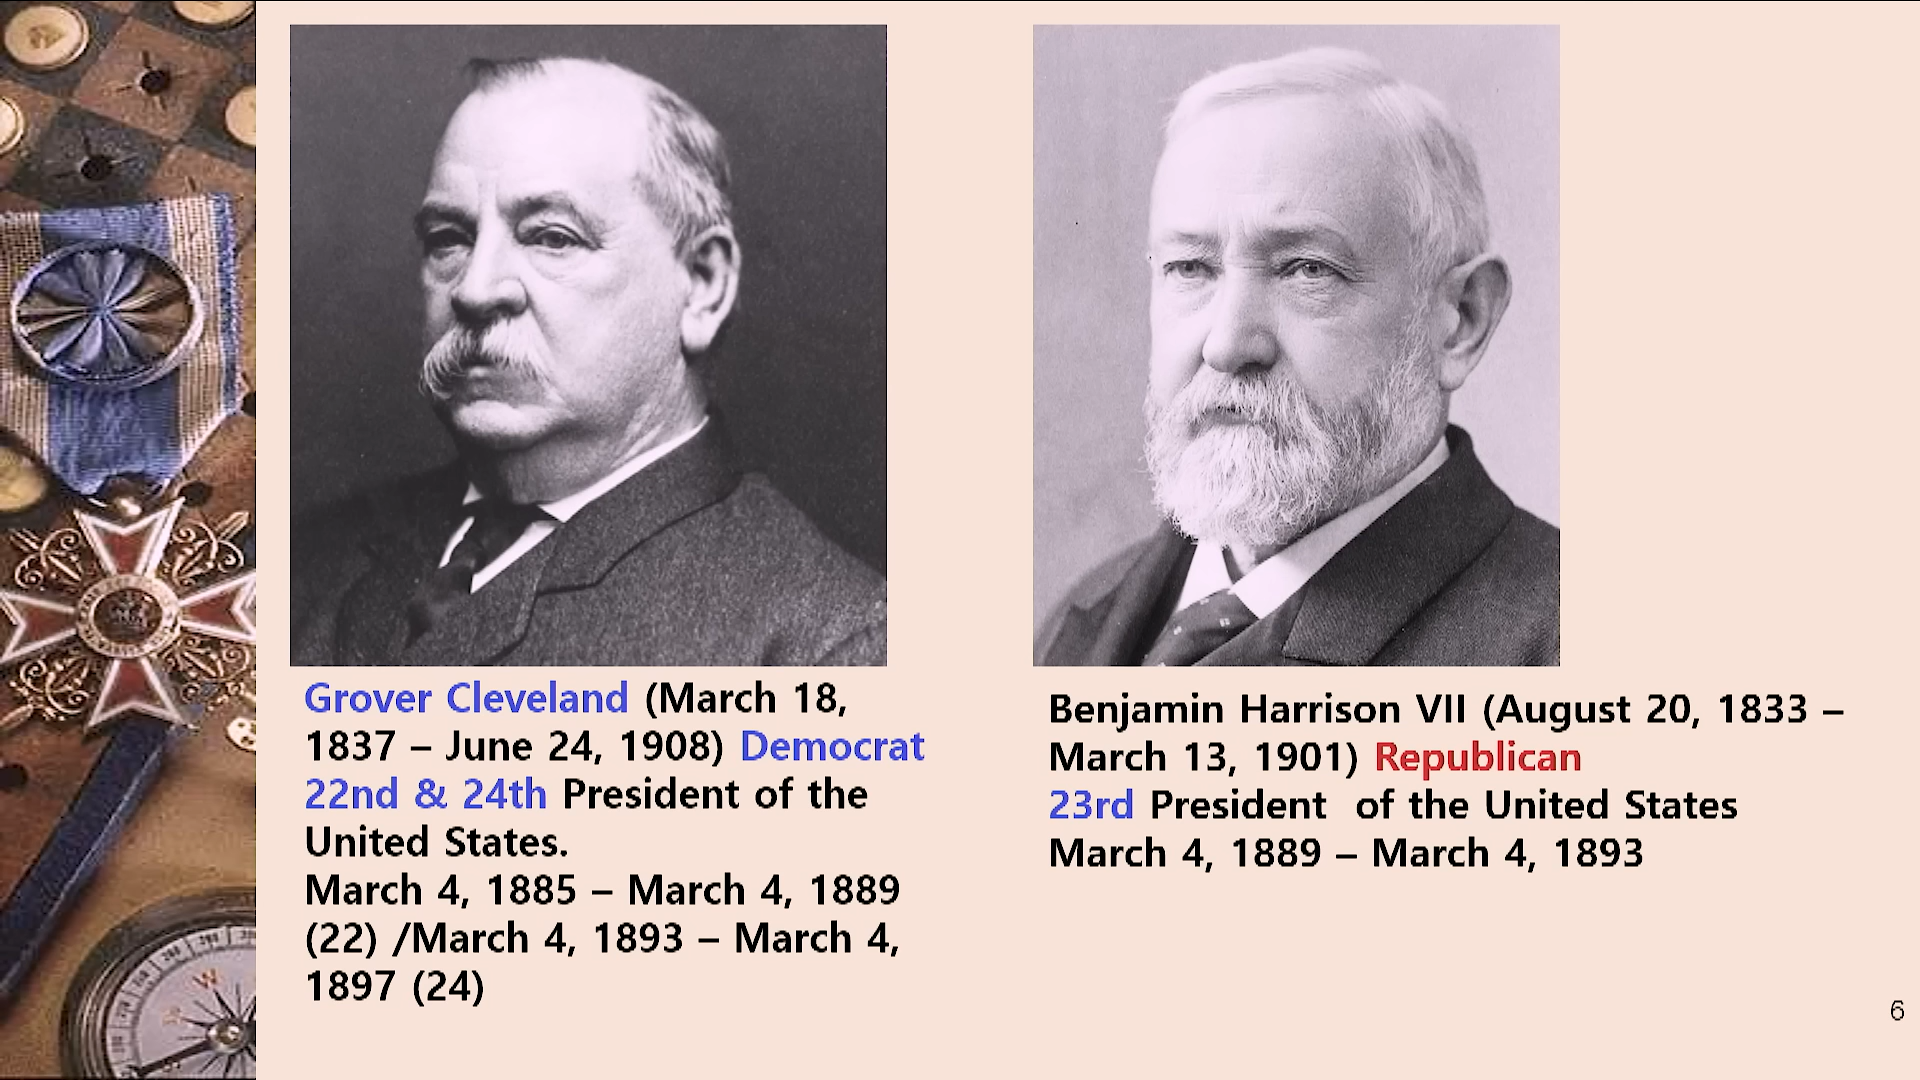 Grover Cleveland (March 18,
1837 – June 24, 1908) Democrat
22nd & 24th President of the
United States.
March 4, 1885 – March 4, 1889
(22) /March 4, 1893 – March 4,
1897 (24)
Benjamin Harrison VII (August 20, 1833 –
March 13, 1901) Republican
23rd President  of the United States
March 4, 1889 – March 4, 1893
6